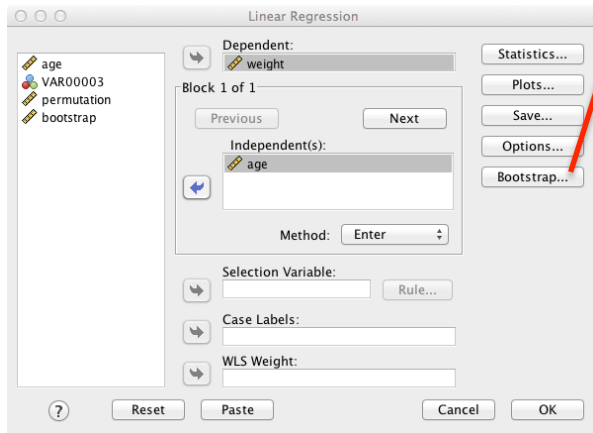 Linear Regression
age
VAR00003
permutation
bootstrap
Dependent:
weight
Block 1 of 1
Previous
Next
Independent(s):
age
Method:
Enter
Selection Variable:
Rule...
Case Labels:
WLS Weight:
Statistics...
Plots...
Save...
Options...
Bootstrap...
?
Reset
Paste
Cancel
OK